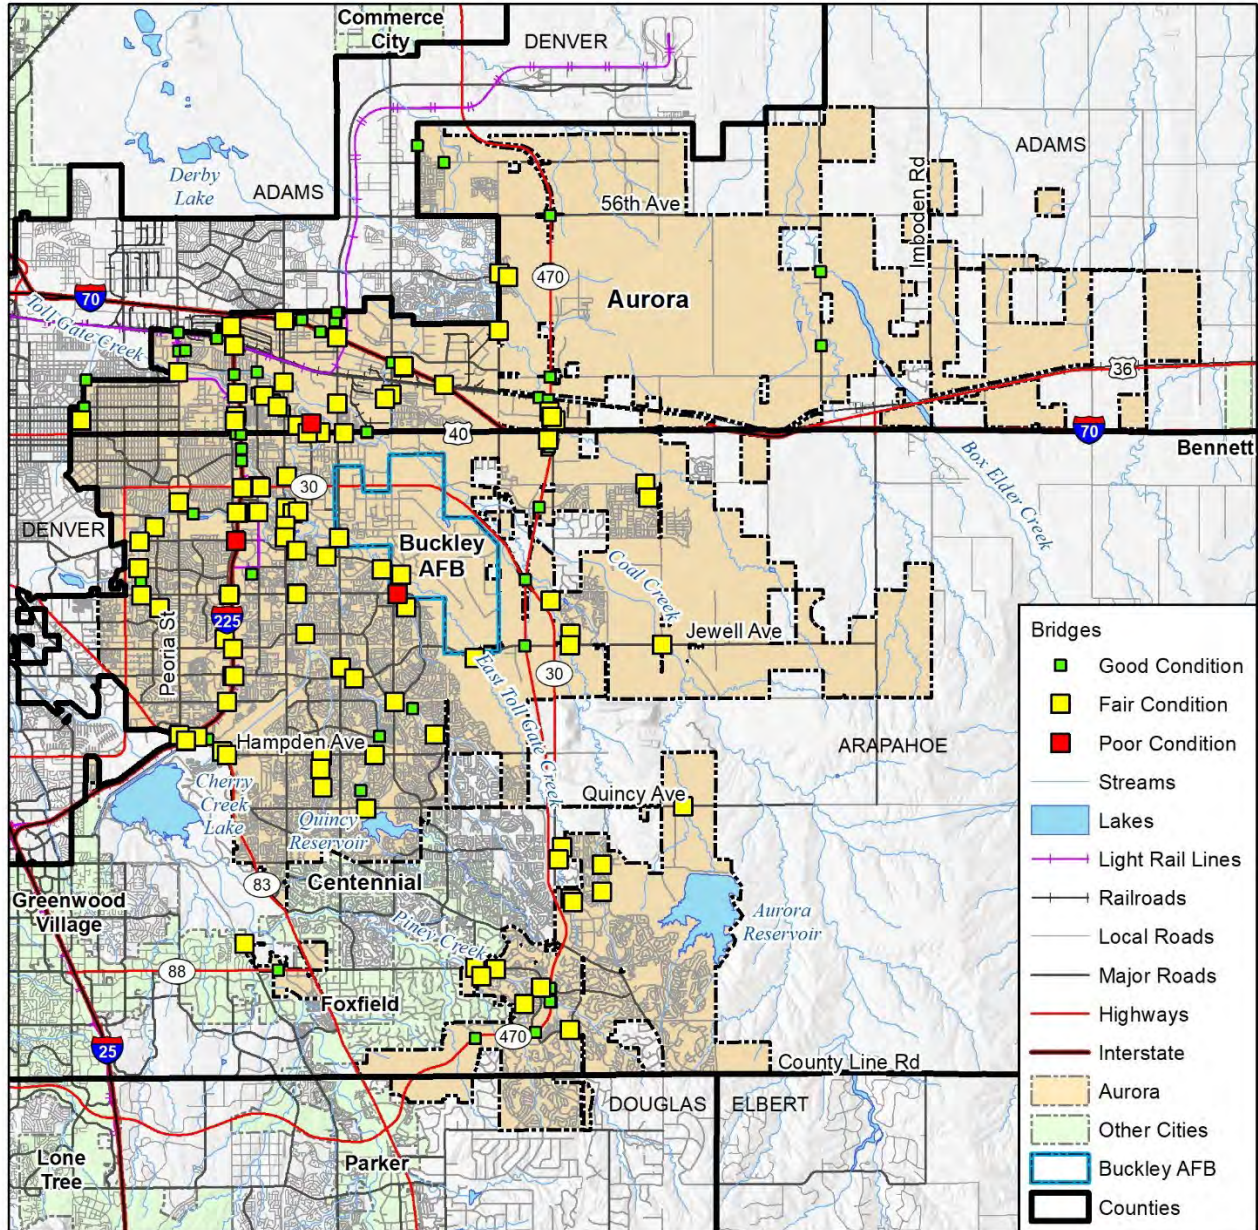 Commerce
City
DENVER
Derby
Lake
ADAMS
ADAMS
56th Ave
Imboden Rd
470
Aurora
70
Toll Gate Creek
36
40
70
Bennett
Box Elder Creek
30
DENVER
Buckley
AFB
Coal Creek
Peoria St
225
Jewell Ave
East Toll Gate Creek
30
Hampden Ave
ARAPAHOE
Cherry
Creek
Lake
Quincy
Reservoir
Quincy Ave
83
Centennial
Greenwood
Village
Piney Creek
Aurora
Reservoir
88
Foxfield
470
25
County Line Rd
DOUGLAS
ELBERT
Lone
Tree
Parker
Bridges
Good Condition
Fair Condition
Poor Condition
Streams
Lakes
Light Rail Lines
Railroads
Local Roads
Major Roads
Highways
Interstate
Aurora
Other Cities
Buckley AFB
Counties